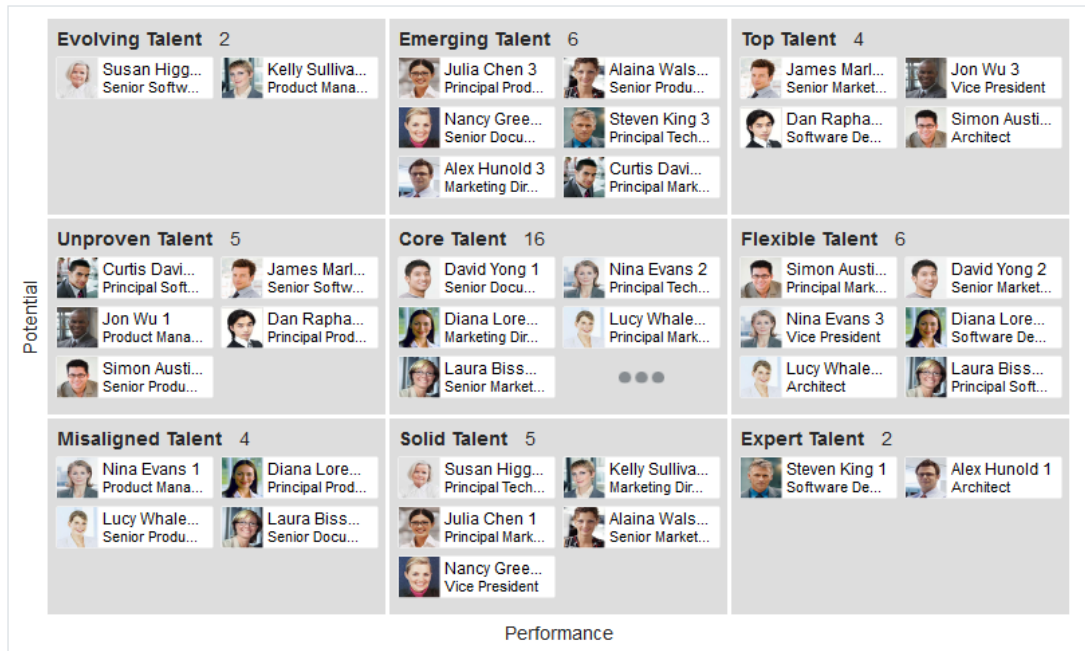 Evolving Talent 2
Susan Higg...
Senior Softw...
Kelly Sulliva...
Product Mana...
Emerging Talent 6
Julia Chen 3
Principal Prod...
Alaina Wals...
Senior Produ...
Nancy Gree...
Senior Docu...
Steven King 3
Principal Tech...
Alex Hunold 3
Marketing Dir...
Curtis Davi...
Principal Mark...
Top Talent 4
James Marl...
Senior Market...
Jon Wu 3
Vice President
Dan Rapha...
Software De...
Simon Austi...
Architect
Potential
Unproven Talent 5
Curtis Davi...
Principal Soft...
James Marl...
Senior Softw...
Jon Wu 1
Product Mana...
Dan Rapha...
Principal Prod...
Simon Austi...
Senior Produ...
Core Talent 16
David Yong 1
Senior Docu...
Nina Evans 2
Principal Tech...
Diana Lore...
Marketing Dir...
Lucy Whale...
Principal Mark...
Laura Biss...
Senior Market...
Flexible Talent 6
Simon Austi...
Principal Mark...
David Yong 2
Senior Market...
Nina Evans 3
Vice President
Diana Lore...
Software De...
Lucy Whale...
Architect
Laura Biss...
Principal Soft...
Misaligned Talent 4
Nina Evans 1
Product Mana...
Diana Lore...
Principal Prod...
Lucy Whale...
Senior Produ...
Laura Biss...
Senior Docu...
Solid Talent 5
Susan Higg...
Principal Tech...
Kelly Sulliva...
Marketing Dir...
Julia Chen 1
Principal Mark...
Alaina Wals...
Senior Market...
Nancy Gree...
Vice President
Expert Talent 2
Steven King 1
Software De...
Alex Hunold 1
Architect
Performance